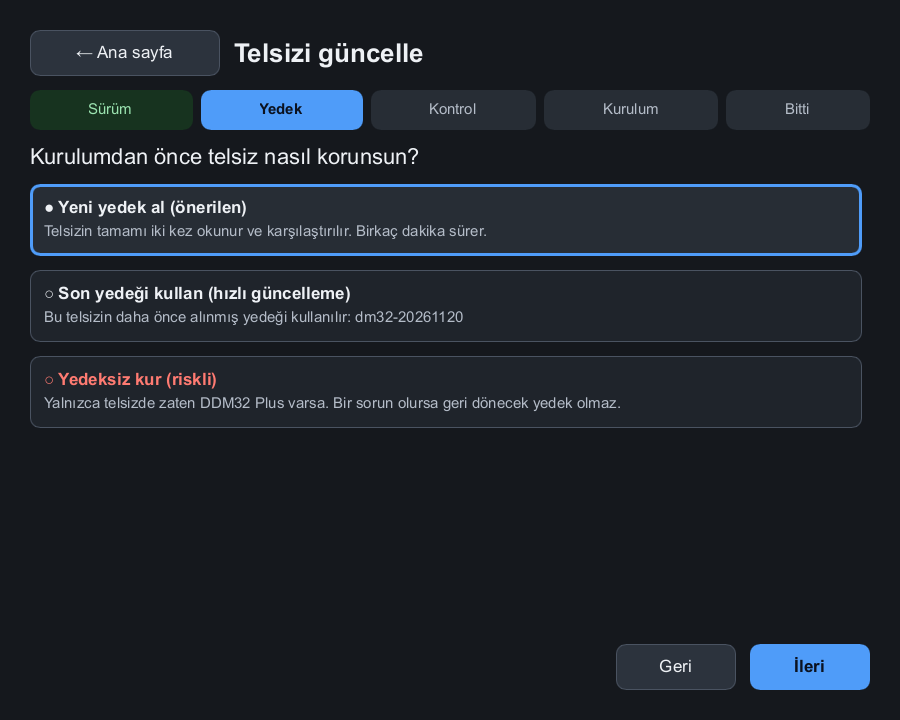 ← Ana sayfa
Telsizi güncelle
Sürüm
Yedek
Kontrol
Kurulum
Bitti
Kurulumdan önce telsiz nasıl korunsun?
● Yeni yedek al (önerilen)
Telsizin tamamı iki kez okunur ve karşılaştırılır. Birkaç dakika sürer.
○ Son yedeği kullan (hızlı güncelleme)
Bu telsizin daha önce alınmış yedeği kullanılır: dm32-20261120
○ Yedeksiz kur (riskli)
Yalnızca telsizde zaten DDM32 Plus varsa. Bir sorun olursa geri dönecek yedek olmaz.
Geri
İleri